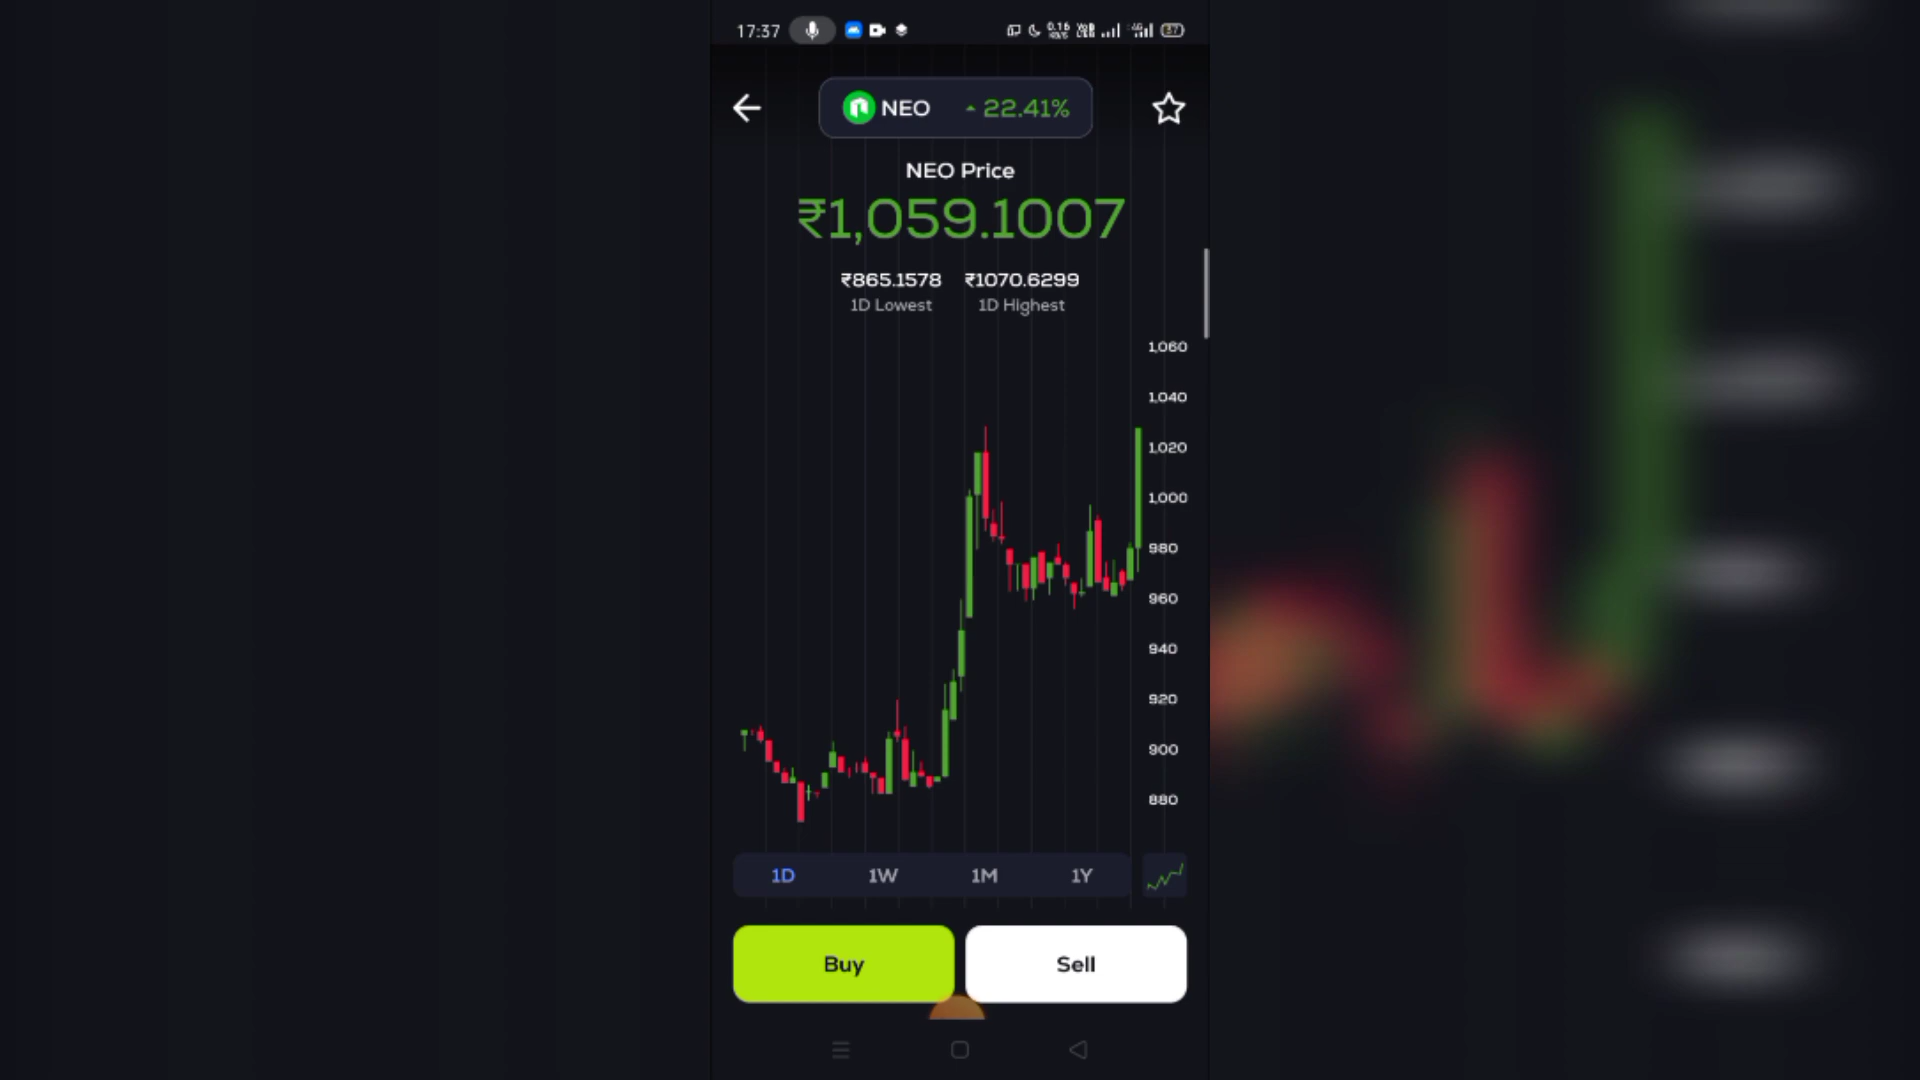 17:37
NEO 22.41%
NEO Price
₹1,059.1007
₹865.1578 ₹1070.6299
1D Lowest 1D Highest
1,060
1,040
1,020
1,000
980
960
940
920
900
880
1D 1W 1M 1Y
Buy Sell